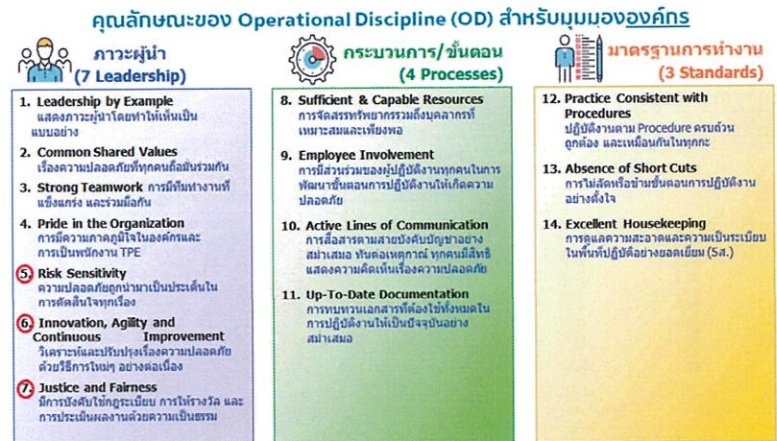 คุณลักษณะของ Operational Discipline (OD) สำหรับมุมมององค์กร
ภาวะผู้นำ
(7 Leadership)
1. Leadership by Example
แสดงภาวะผู้นำโดยทำให้เห็นเป็น
แบบอย่าง
2. Common Shared Values
เรื่องความปลอดภัยที่ทุกคนถือมั่นร่วมกัน
3. Strong Teamwork การมีทีมทำงานที่
แข็งแกร่ง และร่วมมือกัน
4. Pride in the Organization
การมีความภาคภูมิใจในองค์กรและ
การเป็นพนักงาน TPE
5. Risk Sensitivity
ความปลอดภัยถูกนำมาเป็นประเด็นใน
การตัดสินใจทุกเรื่อง
6. Innovation, Agility and
Continuous Improvement
วิเคราะห์และปรับปรุงเรื่องความปลอดภัย
ด้วยวิธีการใหม่ๆ อย่างต่อเนื่อง
7. Justice and Fairness
มีการบังคับใช้กฎระเบียบ การให้รางวัล และ
การประเมินผลงานด้วยความเป็นธรรม
กระบวนการ/ขั้นตอน
(4 Processes)
8. Sufficient & Capable Resources
การจัดสรรทรัพยากรรวมถึงบุคลากรที่
เหมาะสมและเพียงพอ
9. Employee Involvement
การมีส่วนร่วมของผู้ปฏิบัติงานทุกคนในการ
พัฒนาขั้นตอนการปฏิบัติงานให้เกิดความ
ปลอดภัย
10. Active Lines of Communication
การสื่อสารตามสายบังคับบัญชาอย่าง
สม่ำเสมอ ทันต่อเหตุการณ์ ทุกคนมีสิทธิ
แสดงความคิดเห็นเรื่องความปลอดภัย
11. Up-To-Date Documentation
การทบทวนเอกสารที่ต้องใช้ทั้งหมดใน
การปฏิบัติงานให้เป็นปัจจุบันอย่าง
สม่ำเสมอ
มาตรฐานการทำงาน
(3 Standards)
12. Practice Consistent with
Procedures
ปฏิบัติงานตาม Procedure ครบถ้วน
ถูกต้อง และเหมือนกันในทุกกะ
13. Absence of Short Cuts
การไม่ลัดหรือข้ามขั้นตอนการปฏิบัติงาน
อย่างตั้งใจ
14. Excellent Housekeeping
การดูแลความสะอาดและความเป็นระเบียบ
ในพื้นที่ปฏิบัติอย่างยอดเยี่ยม (5ส.)